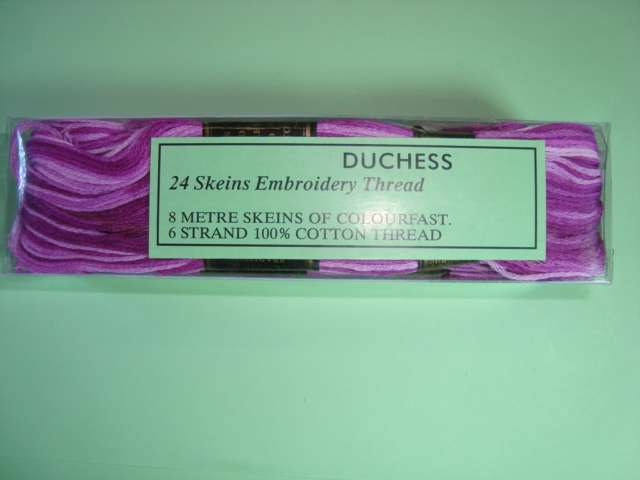 DUCHESS
24 Skeins Embroidery Thread
8 METRE SKEINS OF COLOURFAST.
6 STRAND 100% COTTON THREAD